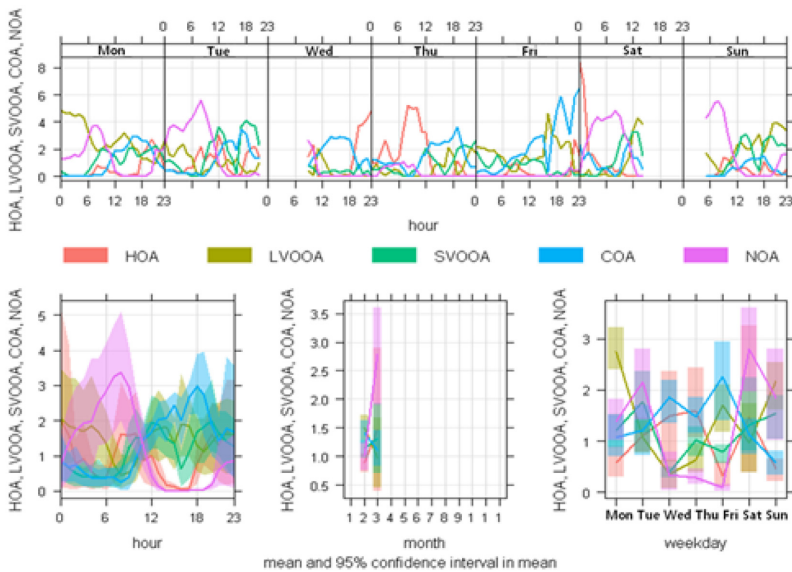 0 6 12 18 23 0 6 12 18 23 0 6 12 18 23
Mon Tue Wed Thu Fri Sat Sun
HOA, LVOOA, SVOOA, COA, NOA
8
6
4
2
0
0 6 12 18 23 0 6 12 18 23 0 6 12 18 23 0 6 12 18 23
hour
HOA LVOOA SVOOA COA NOA
HOA, LVOOA, SVOOA, COA, NOA
5
4
3
2
1
0
0 6 12 18 23
hour
HOA, LVOOA, SVOOA, COA, NOA
3.5
3.0
2.5
2.0
1.5
1.0
0.5
1 2 3 4 5 6 7 8 9 1 1 1
month
HOA, LVOOA, SVOOA, COA, NOA
3
2
1
0
Mon Tue Wed Thu Fri Sat Sun
weekday
mean and 95% confidence interval in mean